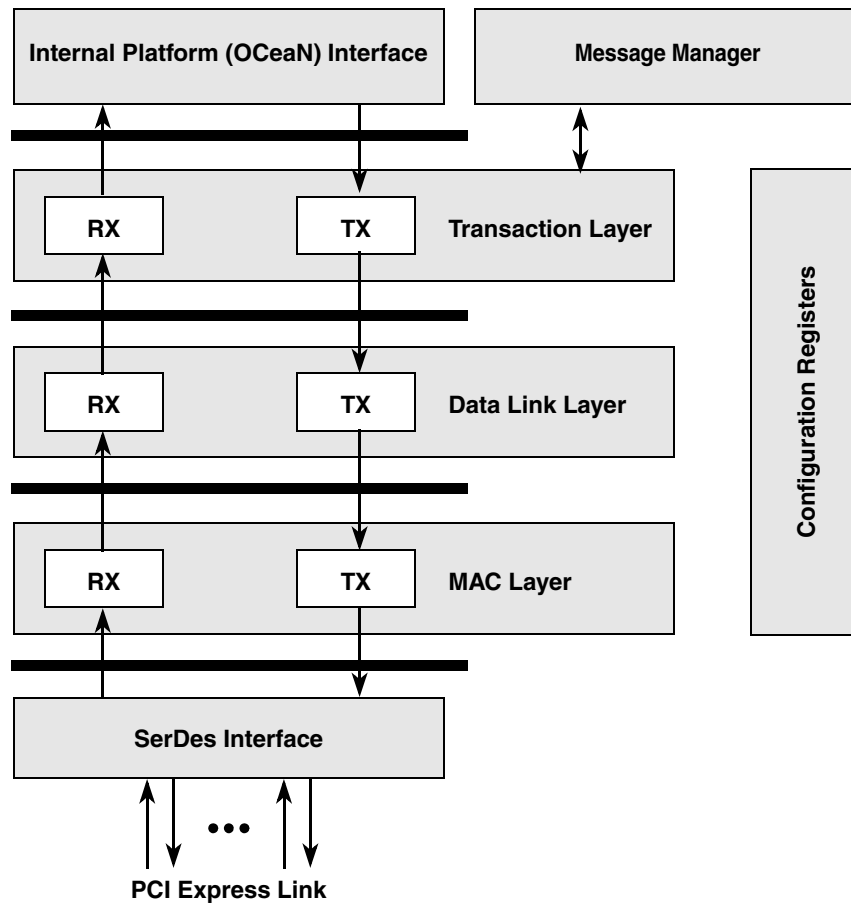 Internal Platform (OCeaN) Interface
Message Manager
RX
TX
Transaction Layer
RX
TX
Data Link Layer
RX
TX
MAC Layer
Configuration Registers
SerDes Interface
PCI Express Link